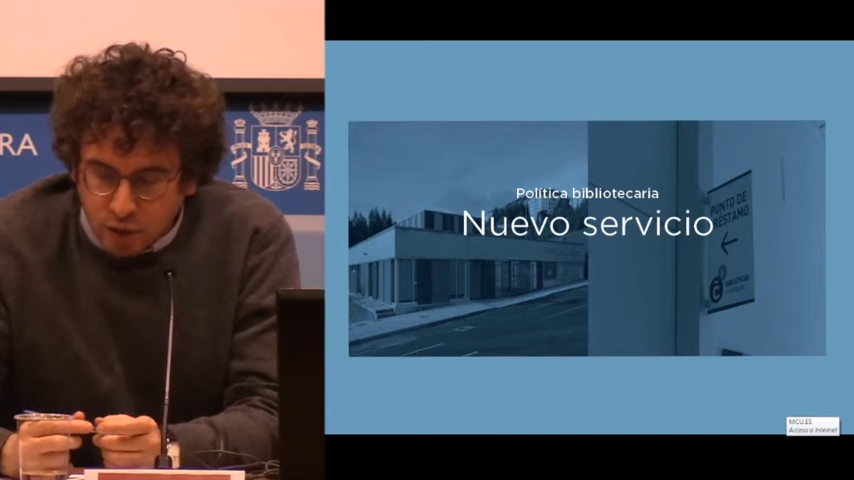 RA
Política bibliotecaria
Nuevo servicio
PUNTO DE
PRÉSTAMO
MCU.ES
Acceso a Internet